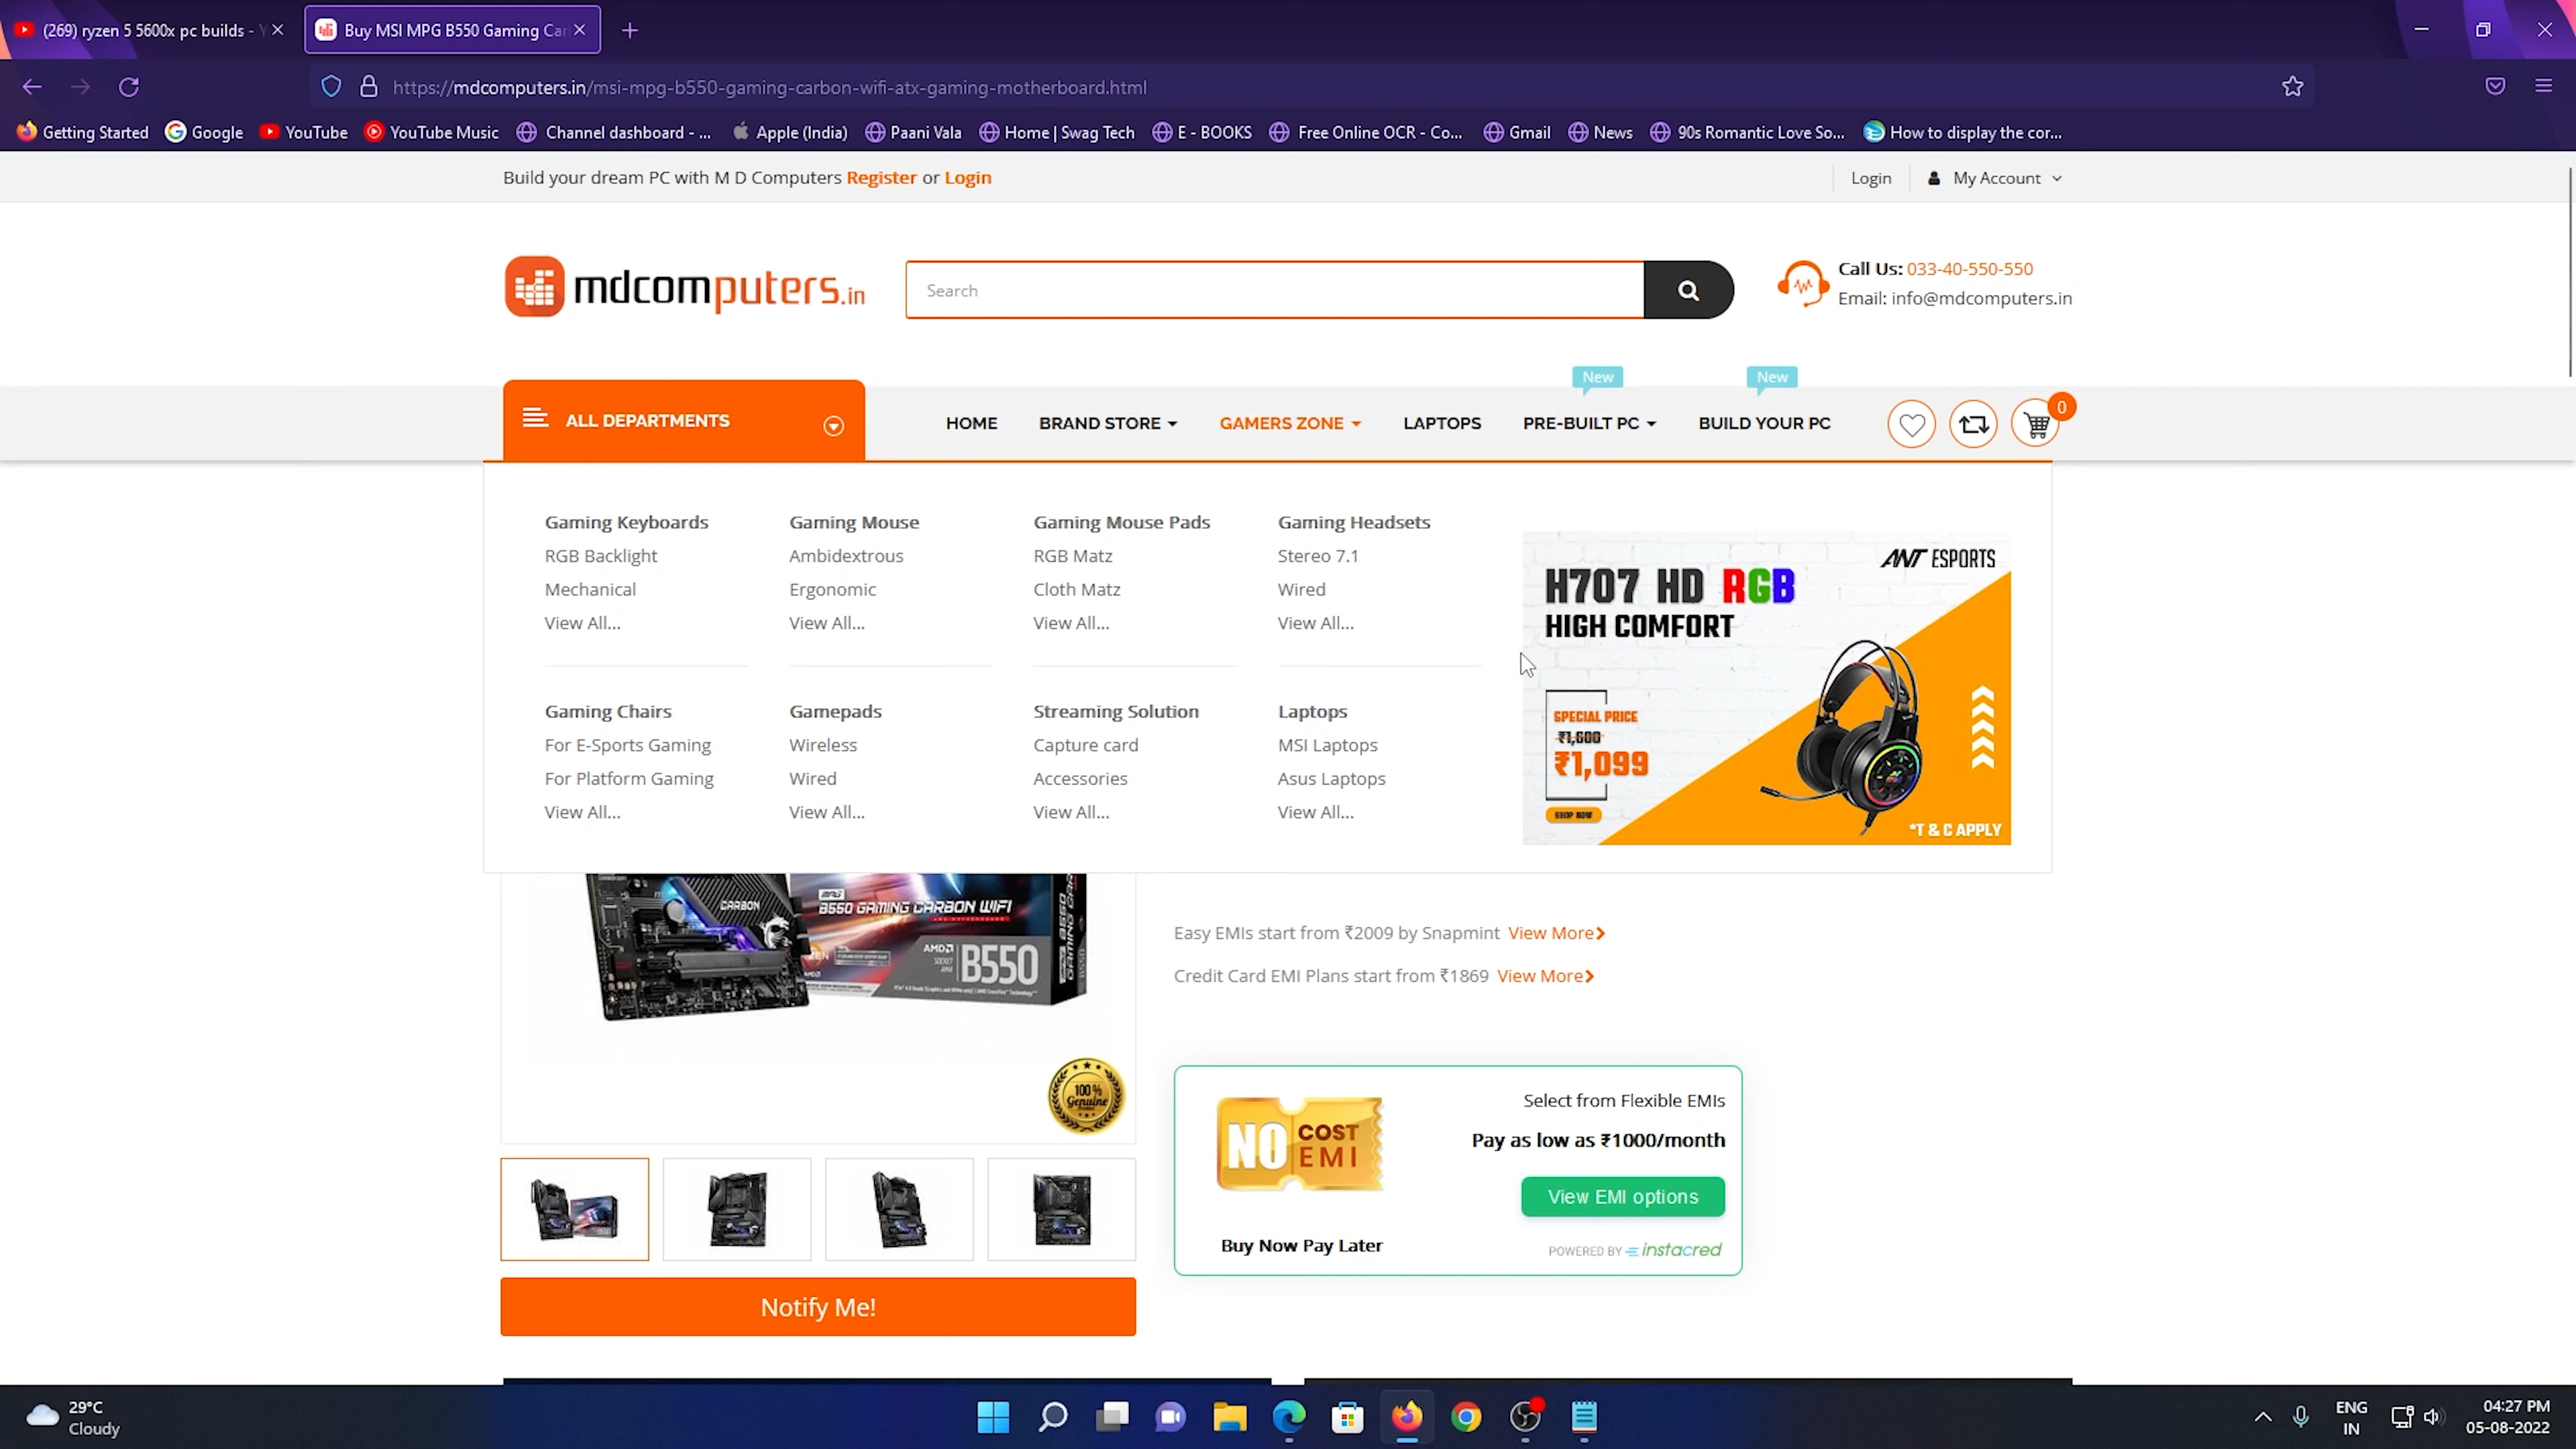 (269) ryzen 5 5600x pc builds - Y
Buy MSI MPG B550 Gaming Car
https://mdcomputers.in/msi-mpg-b550-gaming-carbon-wifi-atx-gaming-motherboard.html
Getting Started Google YouTube YouTube Music Channel dashboard - ... Apple (India) Paani Vala Home | Swag Tech E - BOOKS Free Online OCR - Co... Gmail News 90s Romantic Love So... How to display the cor...
Build your dream PC with M D Computers Register or Login
Login My Account
mdcomputers.in
Search
Call Us: 033-40-550-550
Email: info@mdcomputers.in
New New
ALL DEPARTMENTS
HOME BRAND STORE GAMERS ZONE LAPTOPS PRE-BUILT PC BUILD YOUR PC
0
Gaming Keyboards Gaming Mouse Gaming Mouse Pads Gaming Headsets
RGB Backlight Ambidextrous RGB Matz Stereo 7.1
Mechanical Ergonomic Cloth Matz Wired
View All... View All... View All... View All...
Gaming Chairs Gamepads Streaming Solution Laptops
For E-Sports Gaming Wireless Capture card MSI Laptops
For Platform Gaming Wired Accessories Asus Laptops
View All... View All... View All... View All...
ANT ESPORTS
H707 HD RGB
HIGH COMFORT
SPECIAL PRICE
₹1,600
₹1,099
SHOP NOW
*T & C APPLY
CARBON
MPG
B550 GAMING CARBON WIFI
AMD
SOCKET
AM4
B550
MPG B550
GAMING CAR
100 %
Genuine
Easy EMIs start from ₹2009 by Snapmint View More
Credit Card EMI Plans start from ₹1869 View More
NO COST
EMI
Buy Now Pay Later
Select from Flexible EMIs
Pay as low as ₹1000/month
View EMI options
POWERED BY instacred
Notify Me!
29°C
Cloudy
ENG
IN
04:27 PM
05-08-2022